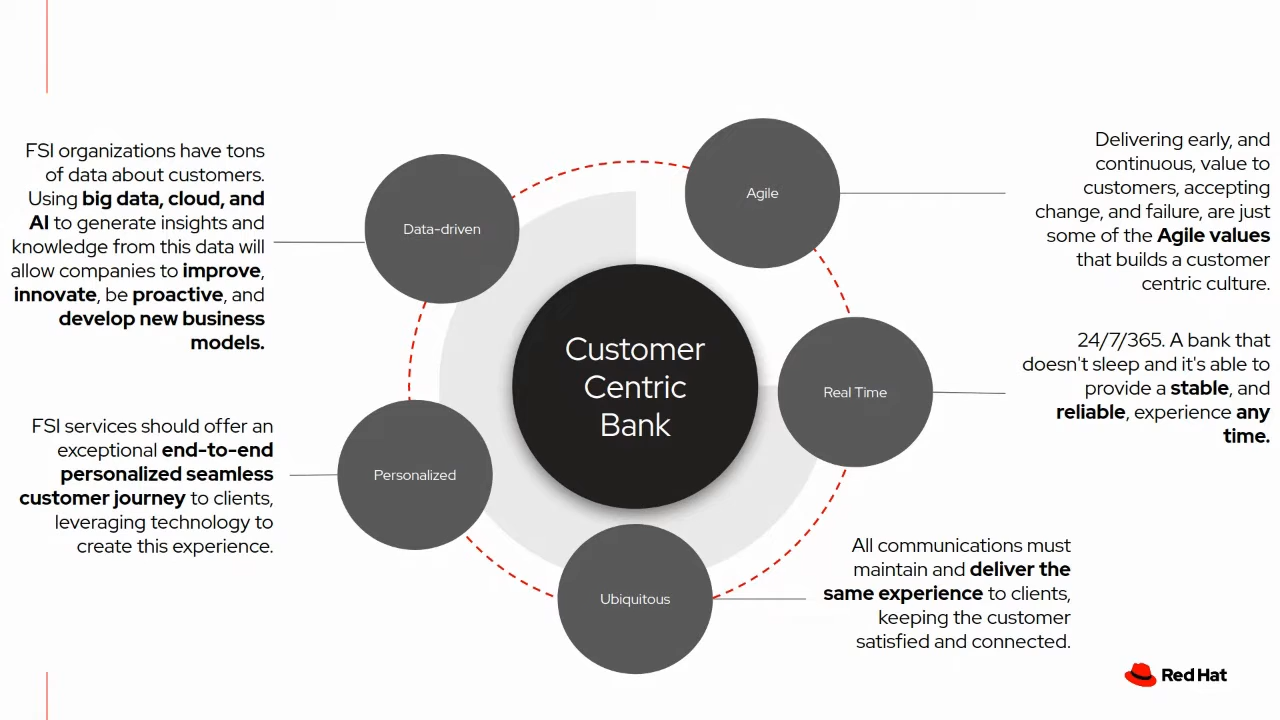 FSI organizations have tons
of data about customers.
Using big data, cloud, and
AI to generate insights and
knowledge from this data will
allow companies to improve,
innovate, be proactive, and
develop new business
models.
Data-driven
Agile
Delivering early, and
continuous, value to
customers, accepting
change, and failure, are just
some of the Agile values
that builds a customer
centric culture.
Customer
Centric
Bank
Real Time
24/7/365. A bank that
doesn't sleep and it's able to
provide a stable, and
reliable, experience any
time.
FSI services should offer an
exceptional end-to-end
personalized seamless
customer journey to clients,
leveraging technology to
create this experience.
Personalized
Ubiquitous
All communications must
maintain and deliver the
same experience to clients,
keeping the customer
satisfied and connected.
Red Hat